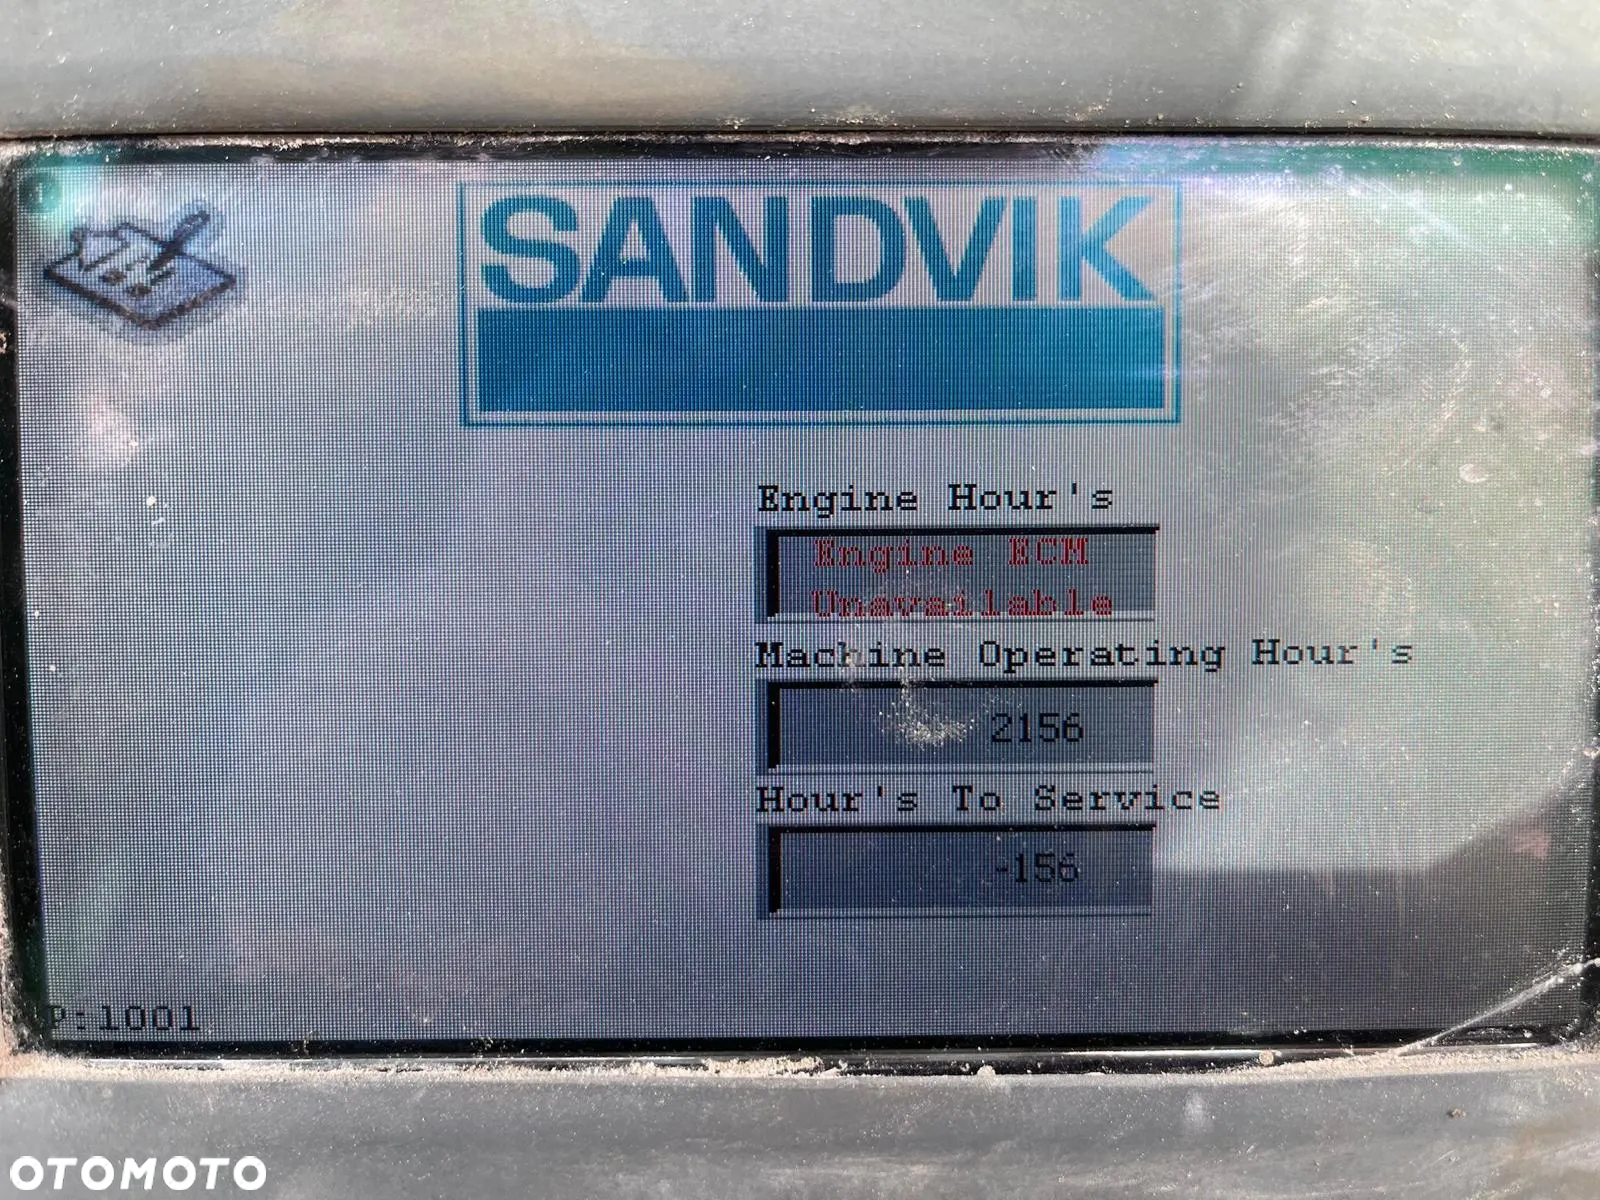 SANDVIK
Engine Hour's
Engine ECM
Unavailable
Machine Operating Hour's
2156
Hour's To Service
-156
P:1001
OTOMOTO